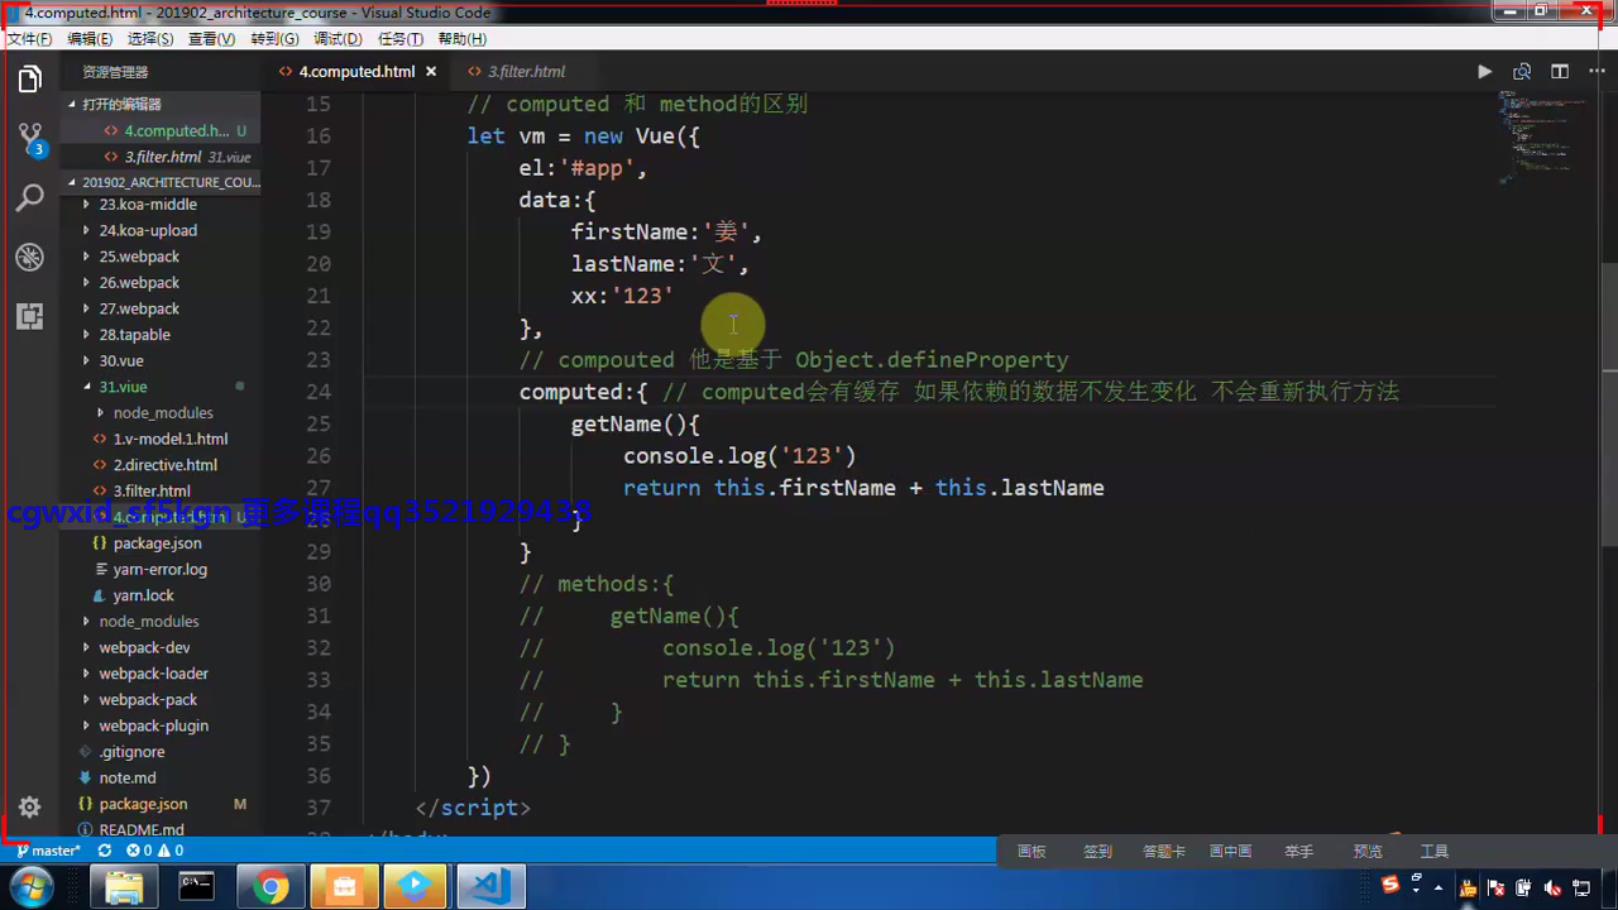 4.computed.html - 201902_architecture_course - Visual Studio Code
文件(F) 编辑(E) 选择(S) 查看(V) 转到(G) 调试(D) 任务(T) 帮助(H)
资源管理器
4.computed.html
3.filter.html
打开的编辑器
4.computed.h... U
3.filter.html 31.viue
201902_ARCHITECTURE_COU...
23.koa-middle
24.koa-upload
25.webpack
26.webpack
27.webpack
28.tapable
30.vue
31.viue
node_modules
1.v-model.1.html
2.directive.html
3.filter.html
4.computed.html U
package.json
yarn-error.log
yarn.lock
node_modules
webpack-dev
webpack-loader
webpack-pack
webpack-plugin
.gitignore
note.md
package.json M
README.md
3
15 // computed 和 method的区别
16 let vm = new Vue({
17 el:'#app',
18 data:{
19 firstName:'姜',
20 lastName:'文',
21 xx:'123'
22 },
23 // compouted 他是基于 Object.defineProperty
24 computed:{ // computed会有缓存 如果依赖的数据不发生变化 不会重新执行方法
25 getName(){
26 console.log('123')
27 return this.firstName + this.lastName
}
29 }
30 // methods:{
31 // getName(){
32 // console.log('123')
33 // return this.firstName + this.lastName
34 // }
35 // }
36 })
37 </script>
cgwxid_sf5kgn 更多课程qq3521929438
master* 0 0
画板 签到 答题卡 画中画 举手 预览 工具